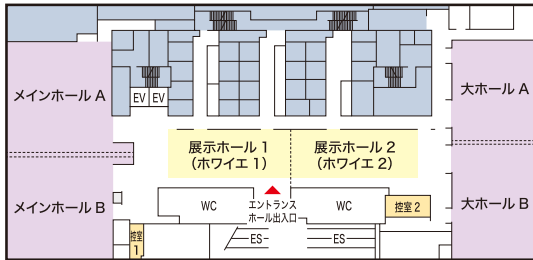 メインホール A
大ホール A
EV
EV
展示ホール 1
(ホワイエ 1)
展示ホール 2
(ホワイエ 2)
メインホール B
大ホール B
WC
エントランス
ホール出入口
WC
控室 2
控室
1
ES
ES